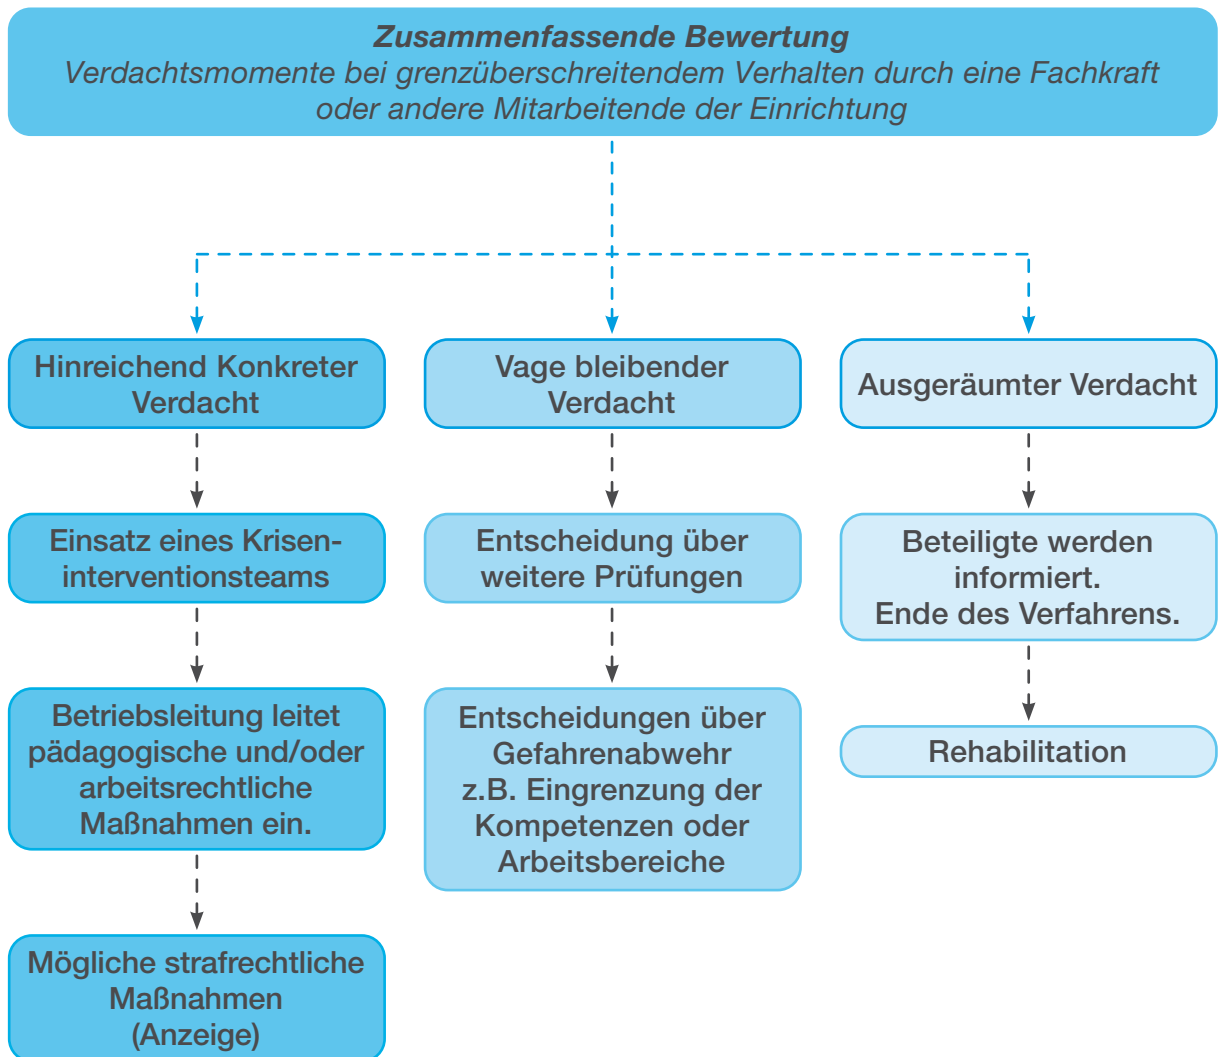 Zusammenfassende Bewertung
Verdachtsmomente bei grenzüberschreitendem Verhalten durch eine Fachkraft
oder andere Mitarbeitende der Einrichtung
Hinreichend Konkreter
Verdacht
Einsatz eines Krisen-
interventionsteams
Betriebsleitung leitet
pädagogische und/oder
arbeitsrechtliche
Maßnahmen ein.
Mögliche strafrechtliche
Maßnahmen
(Anzeige)
Vage bleibender
Verdacht
Entscheidung über
weitere Prüfungen
Entscheidungen über
Gefahrenabwehr
z.B. Eingrenzung der
Kompetenzen oder
Arbeitsbereiche
Ausgeräumter Verdacht
Beteiligte werden
informiert.
Ende des Verfahrens.
Rehabilitation